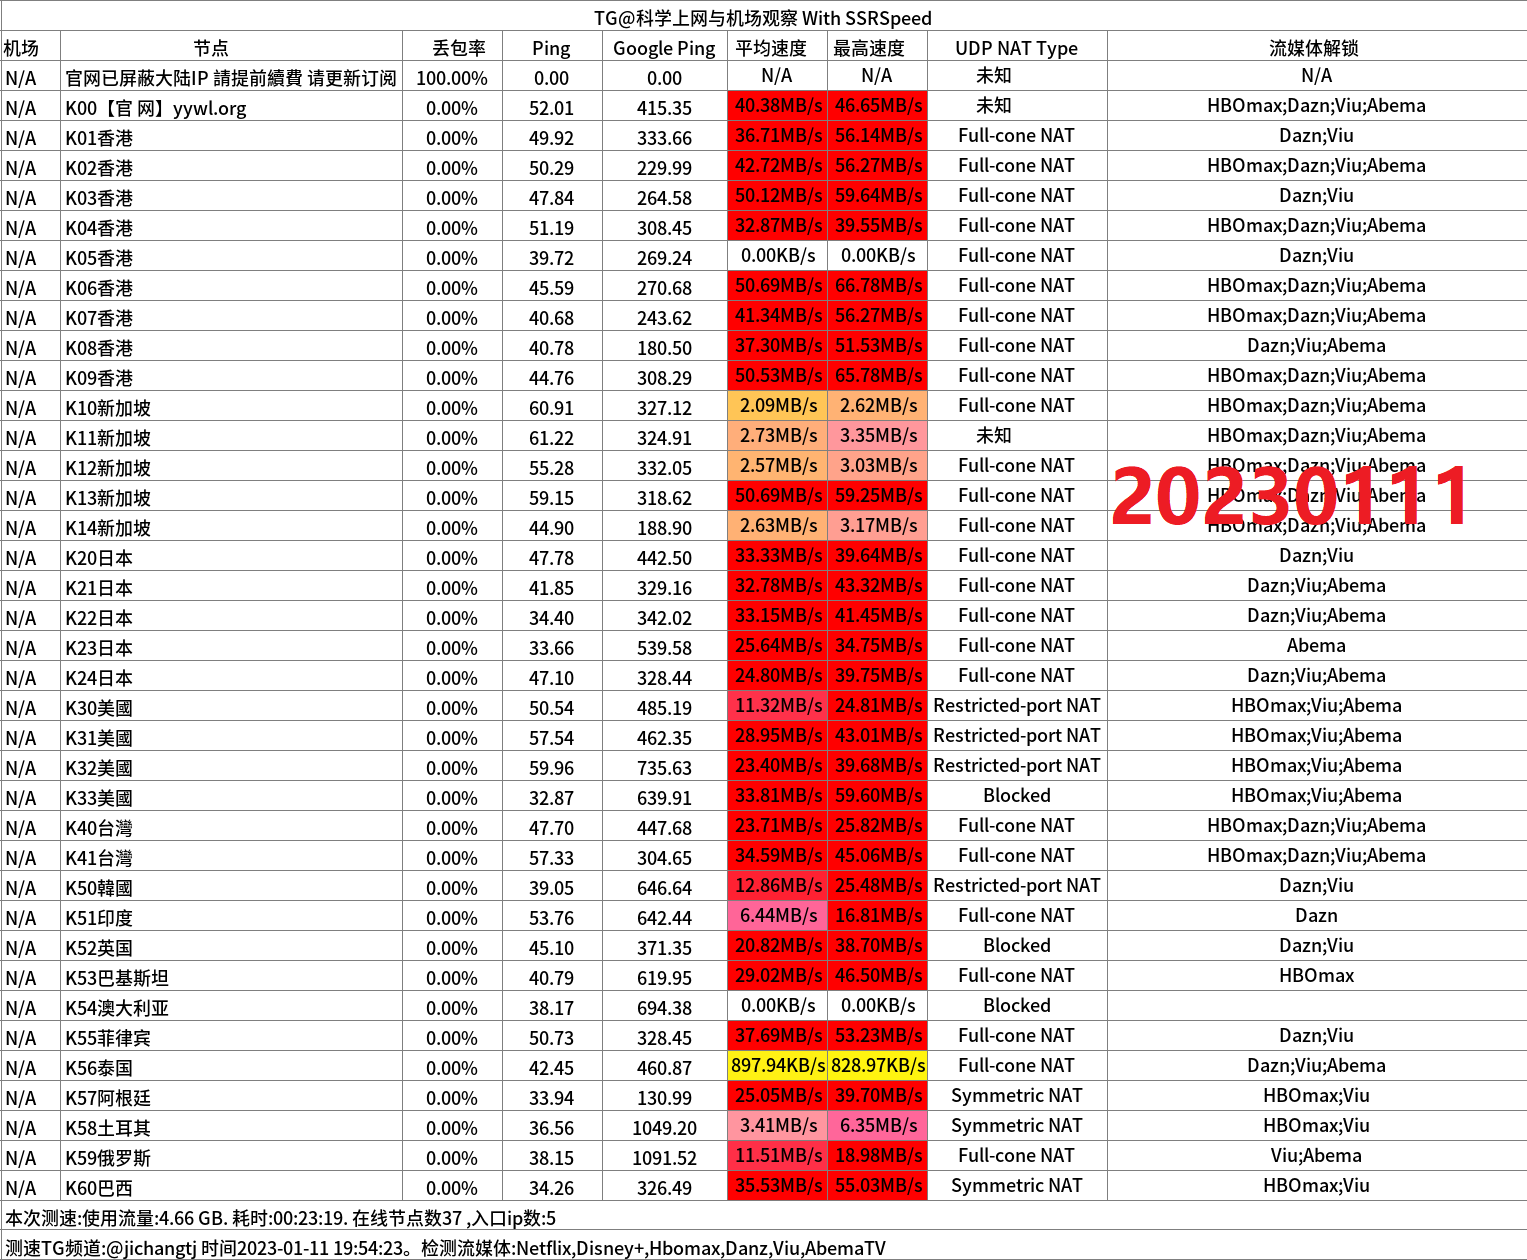 TG@科学上网与机场观察 With SSRSpeed
机场 节点 丢包率 Ping Google Ping 平均速度 最高速度 UDP NAT Type 流媒体解锁
N/A 官网已屏蔽大陆IP 請提前續費 请更新订阅 100.00% 0.00 0.00 N/A N/A 未知 N/A
N/A K00【官 网】yywl.org 0.00% 52.01 415.35 40.38MB/s 46.65MB/s 未知 HBOmax;Dazn;Viu;Abema
N/A K01香港 0.00% 49.92 333.66 36.71MB/s 56.14MB/s Full-cone NAT Dazn;Viu
N/A K02香港 0.00% 50.29 229.99 42.72MB/s 56.27MB/s Full-cone NAT HBOmax;Dazn;Viu;Abema
N/A K03香港 0.00% 47.84 264.58 50.12MB/s 59.64MB/s Full-cone NAT Dazn;Viu
N/A K04香港 0.00% 51.19 308.45 32.87MB/s 39.55MB/s Full-cone NAT HBOmax;Dazn;Viu;Abema
N/A K05香港 0.00% 39.72 269.24 0.00KB/s 0.00KB/s Full-cone NAT Dazn;Viu
N/A K06香港 0.00% 45.59 270.68 50.69MB/s 66.78MB/s Full-cone NAT HBOmax;Dazn;Viu;Abema
N/A K07香港 0.00% 40.68 243.62 41.34MB/s 56.27MB/s Full-cone NAT HBOmax;Dazn;Viu;Abema
N/A K08香港 0.00% 40.78 180.50 37.30MB/s 51.53MB/s Full-cone NAT Dazn;Viu;Abema
N/A K09香港 0.00% 44.76 308.29 50.53MB/s 65.78MB/s Full-cone NAT HBOmax;Dazn;Viu;Abema
N/A K10新加坡 0.00% 60.91 327.12 2.09MB/s 2.62MB/s Full-cone NAT HBOmax;Dazn;Viu;Abema
N/A K11新加坡 0.00% 61.22 324.91 2.73MB/s 3.35MB/s 未知 HBOmax;Dazn;Viu;Abema
N/A K12新加坡 0.00% 55.28 332.05 2.57MB/s 3.03MB/s Full-cone NAT HBOmax;Dazn;Viu;Abema
N/A K13新加坡 0.00% 59.15 318.62 50.69MB/s 59.25MB/s Full-cone NAT HBOmax;Dazn;Viu;Abema
20230111
N/A K14新加坡 0.00% 44.90 188.90 2.63MB/s 3.17MB/s Full-cone NAT HBOmax;Dazn;Viu;Abema
N/A K20日本 0.00% 47.78 442.50 33.33MB/s 39.64MB/s Full-cone NAT Dazn;Viu
N/A K21日本 0.00% 41.85 329.16 32.78MB/s 43.32MB/s Full-cone NAT Dazn;Viu;Abema
N/A K22日本 0.00% 34.40 342.02 33.15MB/s 41.45MB/s Full-cone NAT Dazn;Viu;Abema
N/A K23日本 0.00% 33.66 539.58 25.64MB/s 34.75MB/s Full-cone NAT Abema
N/A K24日本 0.00% 47.10 328.44 24.80MB/s 39.75MB/s Full-cone NAT Dazn;Viu;Abema
N/A K30美國 0.00% 50.54 485.19 11.32MB/s 24.81MB/s Restricted-port NAT HBOmax;Viu;Abema
N/A K31美國 0.00% 57.54 462.35 28.95MB/s 43.01MB/s Restricted-port NAT HBOmax;Viu;Abema
N/A K32美國 0.00% 59.96 735.63 23.40MB/s 39.68MB/s Restricted-port NAT HBOmax;Viu;Abema
N/A K33美國 0.00% 32.87 639.91 33.81MB/s 59.60MB/s Blocked HBOmax;Viu;Abema
N/A K40台灣 0.00% 47.70 447.68 23.71MB/s 25.82MB/s Full-cone NAT HBOmax;Dazn;Viu;Abema
N/A K41台灣 0.00% 57.33 304.65 34.59MB/s 45.06MB/s Full-cone NAT HBOmax;Dazn;Viu;Abema
N/A K50韓國 0.00% 39.05 646.64 12.86MB/s 25.48MB/s Restricted-port NAT Dazn;Viu
N/A K51印度 0.00% 53.76 642.44 6.44MB/s 16.81MB/s Full-cone NAT Dazn
N/A K52英国 0.00% 45.10 371.35 20.82MB/s 38.70MB/s Blocked Dazn;Viu
N/A K53巴基斯坦 0.00% 40.79 619.95 29.02MB/s 46.50MB/s Full-cone NAT HBOmax
N/A K54澳大利亚 0.00% 38.17 694.38 0.00KB/s 0.00KB/s Blocked
N/A K55菲律宾 0.00% 50.73 328.45 37.69MB/s 53.23MB/s Full-cone NAT Dazn;Viu
N/A K56泰国 0.00% 42.45 460.87 897.94KB/s 828.97KB/s Full-cone NAT Dazn;Viu;Abema
N/A K57阿根廷 0.00% 33.94 130.99 25.05MB/s 39.70MB/s Symmetric NAT HBOmax;Viu
N/A K58土耳其 0.00% 36.56 1049.20 3.41MB/s 6.35MB/s Symmetric NAT HBOmax;Viu
N/A K59俄罗斯 0.00% 38.15 1091.52 11.51MB/s 18.98MB/s Full-cone NAT Viu;Abema
N/A K60巴西 0.00% 34.26 326.49 35.53MB/s 55.03MB/s Symmetric NAT HBOmax;Viu
本次测速:使用流量:4.66 GB. 耗时:00:23:19. 在线节点数37 ,入口ip数:5
测速TG频道:@jichangtj 时间2023-01-11 19:54:23。检测流媒体:Netflix,Disney+,Hbomax,Danz,Viu,AbemaTV